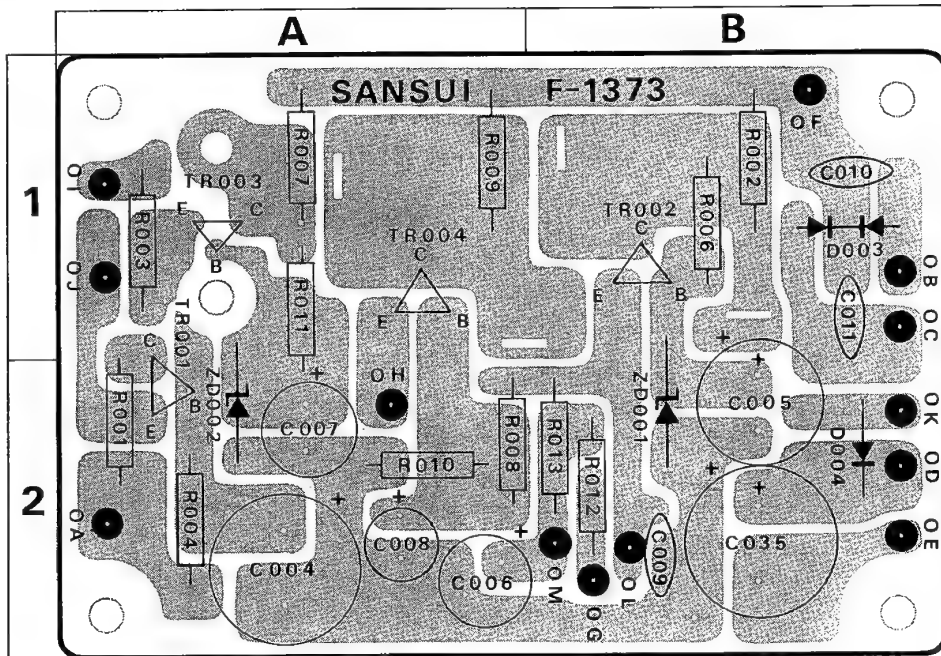 A B
SANSUI F-1373
OF
OI
TR003
R007
R009
R002
C010
1
E C
R003
TR002
R006
D003
B
TR004
C
C
OJ
R011
E B
E B
OB
C011
OC
TR001
C
B
E
ZD002
+
OH
+
+
ZD001
C005
OK
R001
C007
R008
R013
R012
D004
OD
2
R010
+
+
OA
R004
+
+
+
C035
OE
C004
C008
C006
OM
OL
C009
OG